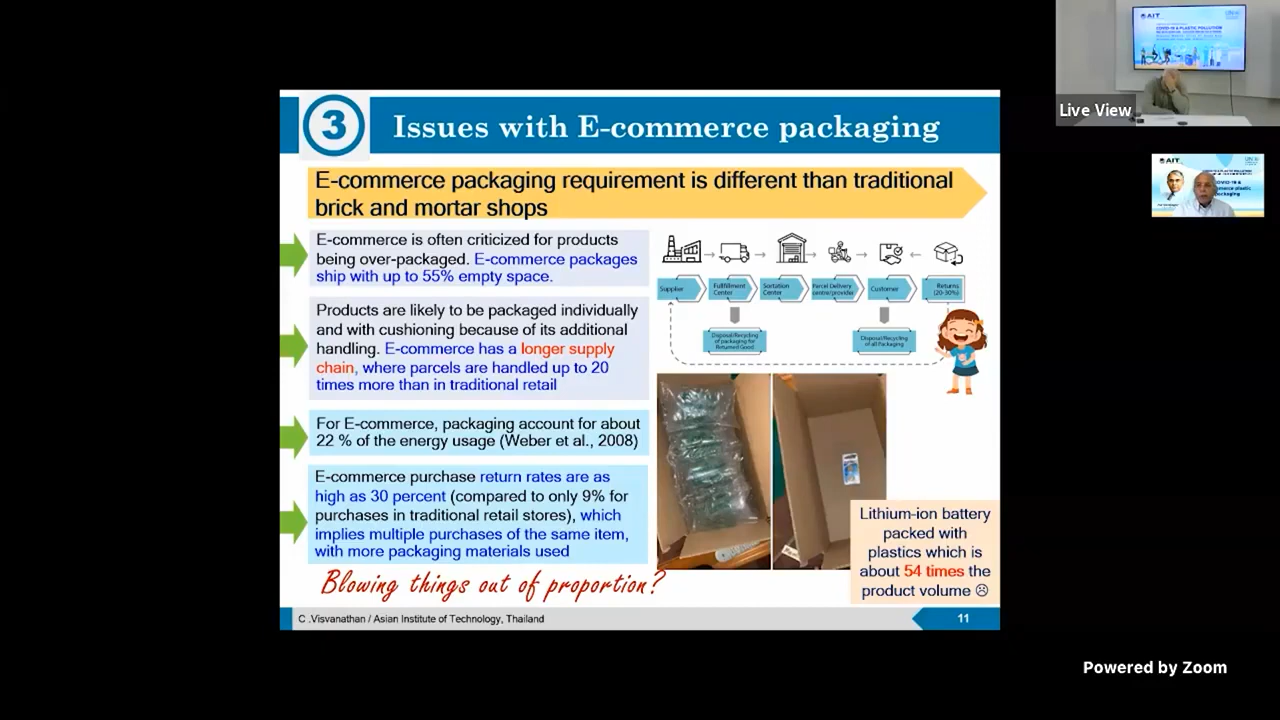 AIT
COVID-19 & PLASTIC POLLUTION
Live View
AIT
3
Issues with E-commerce packaging
E-commerce packaging requirement is different than traditional
brick and mortar shops
E-commerce is often criticized for products
being over-packaged. E-commerce packages
ship with up to 55% empty space.
Products are likely to be packaged individually
and with cushioning because of its additional
handling. E-commerce has a longer supply
chain, where parcels are handled up to 20
times more than in traditional retail
For E-commerce, packaging account for about
22 % of the energy usage (Weber et al., 2008)
E-commerce purchase return rates are as
high as 30 percent (compared to only 9% for
purchases in traditional retail stores), which
implies multiple purchases of the same item,
with more packaging materials used
Blowing things out of proportion?
Supplier
Fullfillment
Center
Sortation
Center
Parcel Delivery
centre/provider
Customer
Returns
(20-30%)
Disposal/Recycling
of packaging for
Returned Good
Disposal/Recycling
of all Packaging
Lithium-ion battery
packed with
plastics which is
about 54 times the
product volume ☹
C .Visvanathan / Asian Institute of Technology, Thailand
11
Powered by Zoom